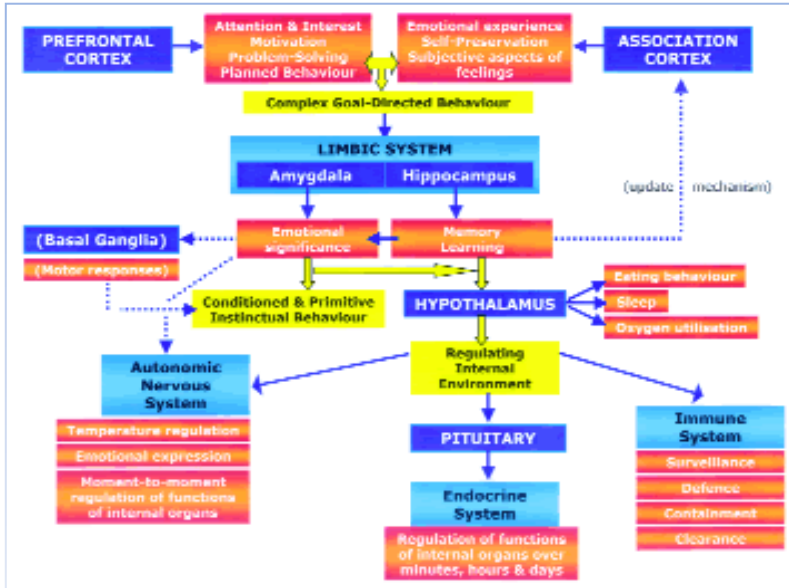 PREFRONTAL
CORTEX
Attention & Interest
Motivation
Problem-Solving
Planned Behaviour
Emotional experience
Self-Preservation
Subjective aspects of
feelings
ASSOCIATION
CORTEX
Complex Goal-Directed Behaviour
LIMBIC SYSTEM
Amygdala
Hippocampus
(update mechanism)
(Basal Ganglia)
(Motor responses)
Emotional
significance
Memory
Learning
Conditioned & Primitive
Instinctual Behaviour
HYPOTHALAMUS
Eating behaviour
Sleep
Oxygen utilisation
Regulating
Internal
Environment
Autonomic
Nervous
System
Temperature regulation
Emotional expression
Moment-to-moment
regulation of functions
of internal organs
PITUITARY
Endocrine
System
Regulation of functions
of internal organs over
minutes, hours & days
Immune
System
Surveillance
Defence
Containment
Clearance